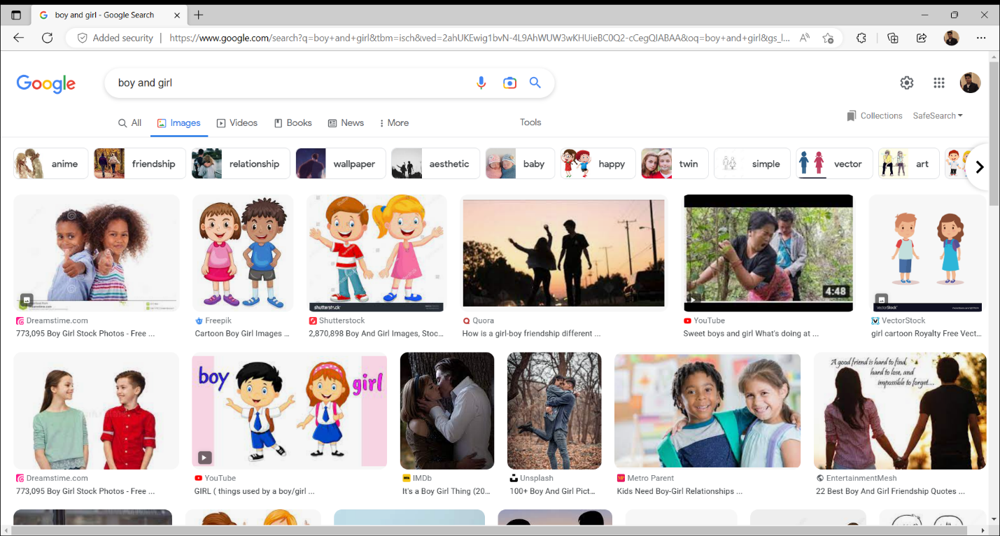 boy and girl - Google Search
Added security
https://www.google.com/search?q=boy+and+girl&tbm=isch&ved=2ahUKEwig1bvN-4L9AhWUW3wKHUieBC0Q2-cCegQIABAA&oq=boy+and+girl&gs_l...
Google
boy and girl
All
Images
Videos
Books
News
More
Tools
Collections
SafeSearch
anime
friendship
relationship
wallpaper
aesthetic
baby
happy
twin
simple
vector
art
shutterstock
4:48
VectorStock
Dreamstime.com
773,095 Boy Girl Stock Photos - Free ...
Freepik
Cartoon Boy Girl Images ...
Shutterstock
2,870,898 Boy And Girl Images, Stoc...
Quora
How is a girl-boy friendship different ...
YouTube
Sweet boys and girl What's doing at ...
VectorStock
girl cartoon Royalty Free Vect...
boy
girl
A good friend is hard to find,
hard to lose, and
impossible to forget....
Dreamstime.com
773,095 Boy Girl Stock Photos - Free ...
YouTube
GIRL ( things used by a boy/girl ...
IMDb
It's a Boy Girl Thing (20...
Unsplash
100+ Boy And Girl Pict...
Metro Parent
Kids Need Boy-Girl Relationships ...
EntertainmentMesh
22 Best Boy And Girl Friendship Quotes ...